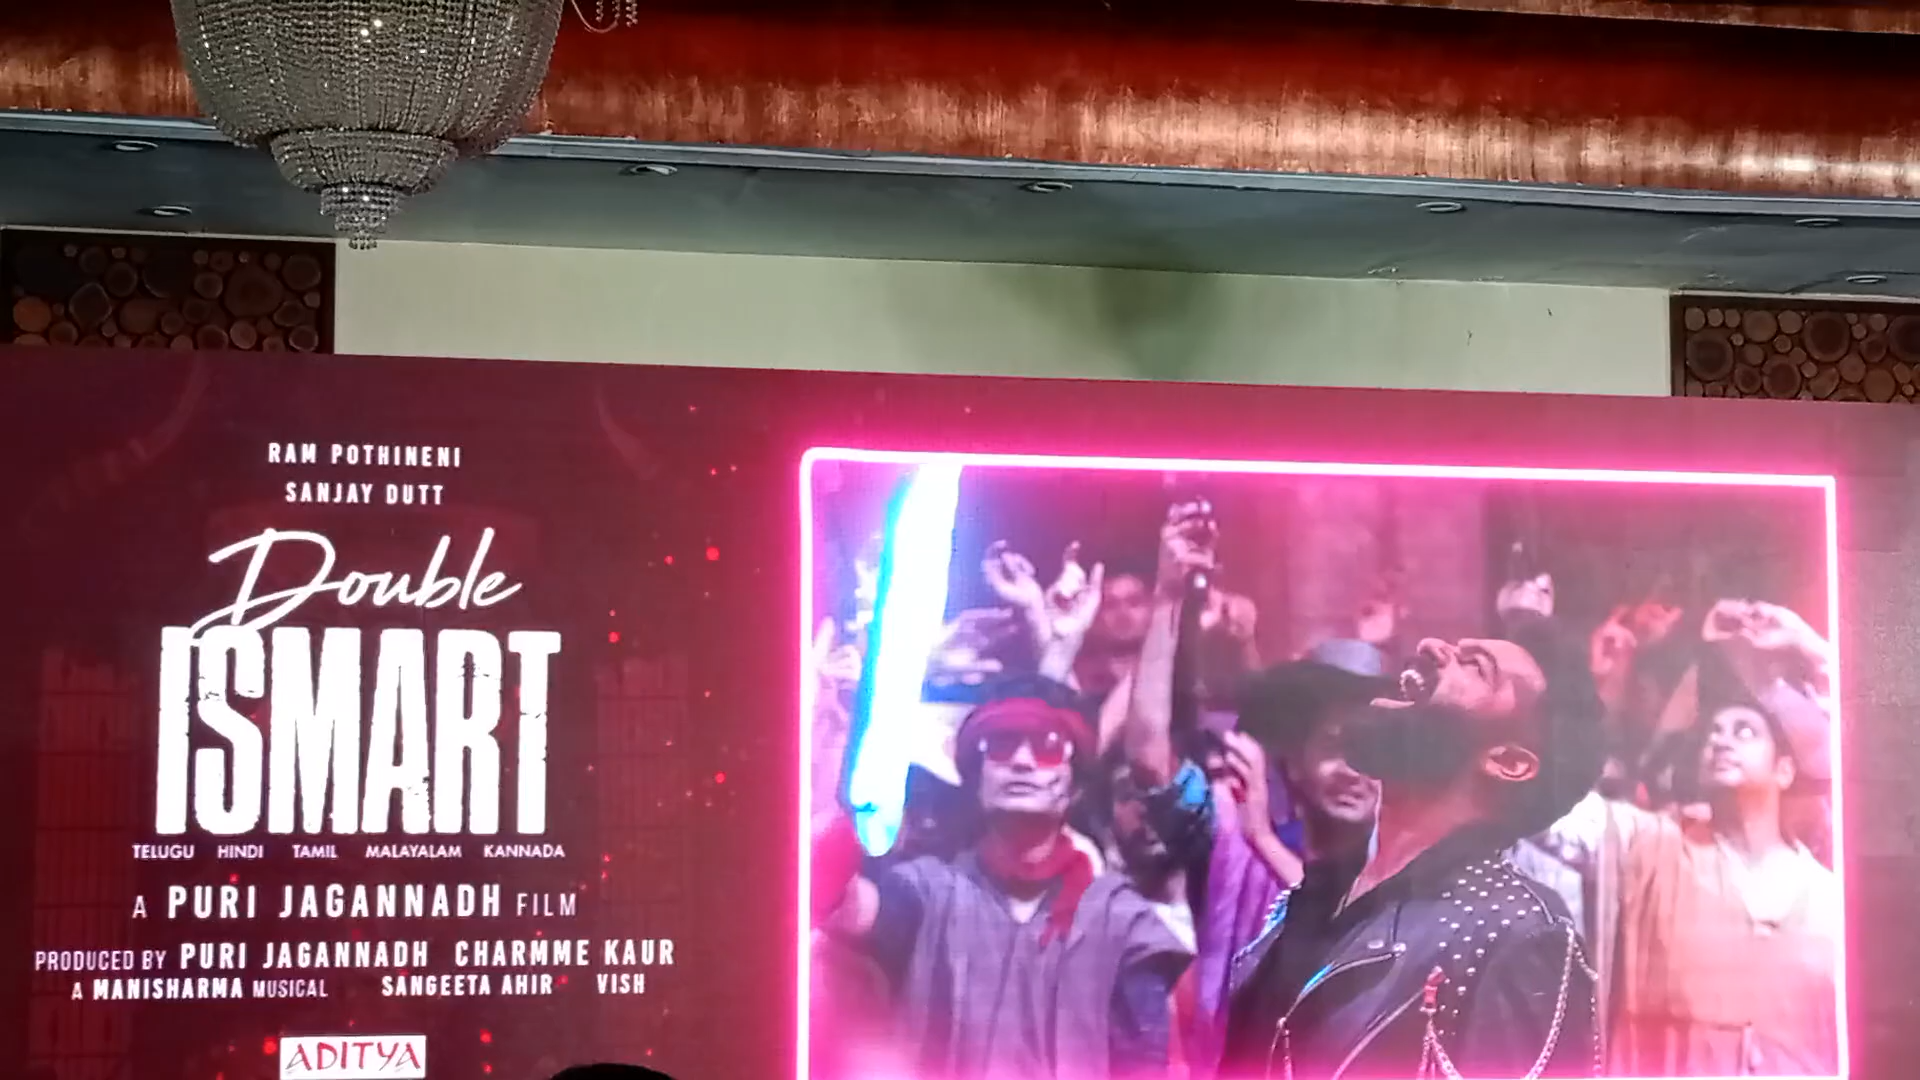 RAM POTHINENI
SANJAY DUTT
Double
ISMART
TELUGU HINDI TAMIL MALAYALAM KANNADA
A PURI JAGANNADH FILM
PRODUCED BY PURI JAGANNADH CHARMME KAUR
A MANISHARMA MUSICAL SANGEETA AHIR VISH
ADITYA